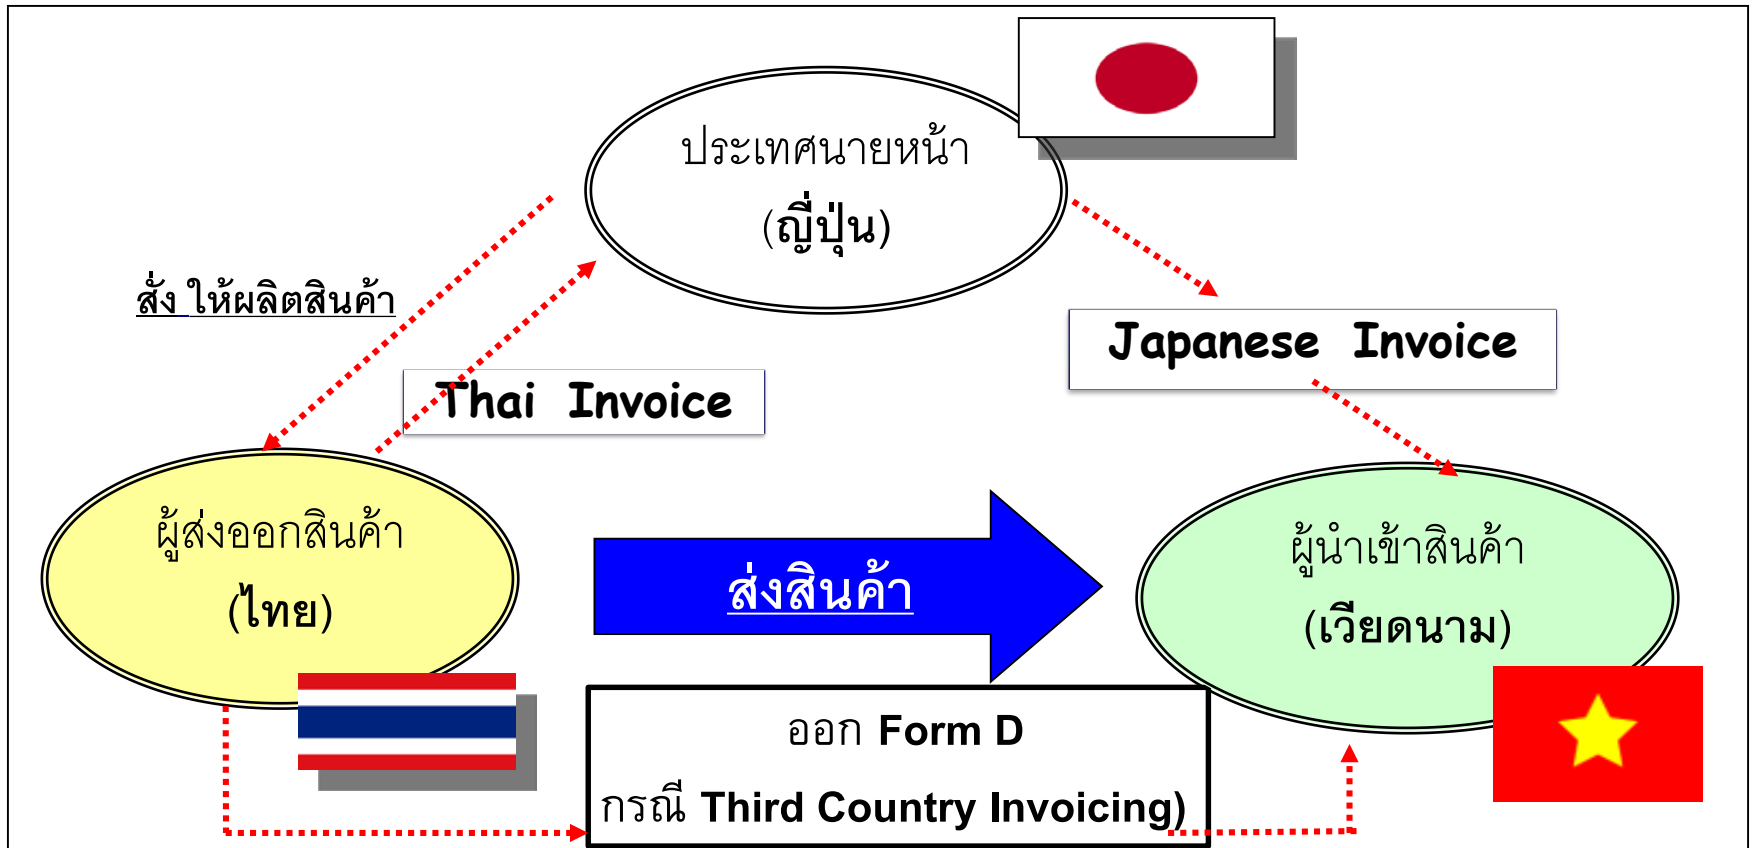 ประเทศนายหน้า
(ญี่ปุ่น)
สั่ง ให้ผลิตสินค้า
Thai Invoice
Japanese Invoice
ผู้ส่งออกสินค้า
(ไทย)
ส่งสินค้า
ผู้นำเข้าสินค้า
(เวียดนาม)
ออก Form D
กรณี Third Country Invoicing)